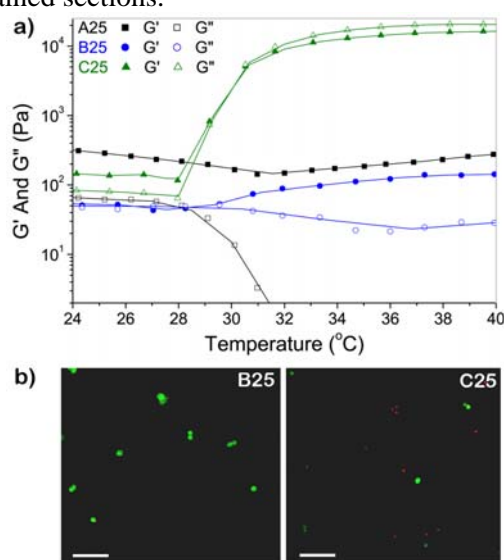 ained sections.
a)
A25 G' G"
B25 G' G"
C25 G' G"
G' And G" (Pa)
10⁴
10³
10²
10¹
24 26 28 30 32 34 36 38 40
Temperature (°C)
b)
B25
C25